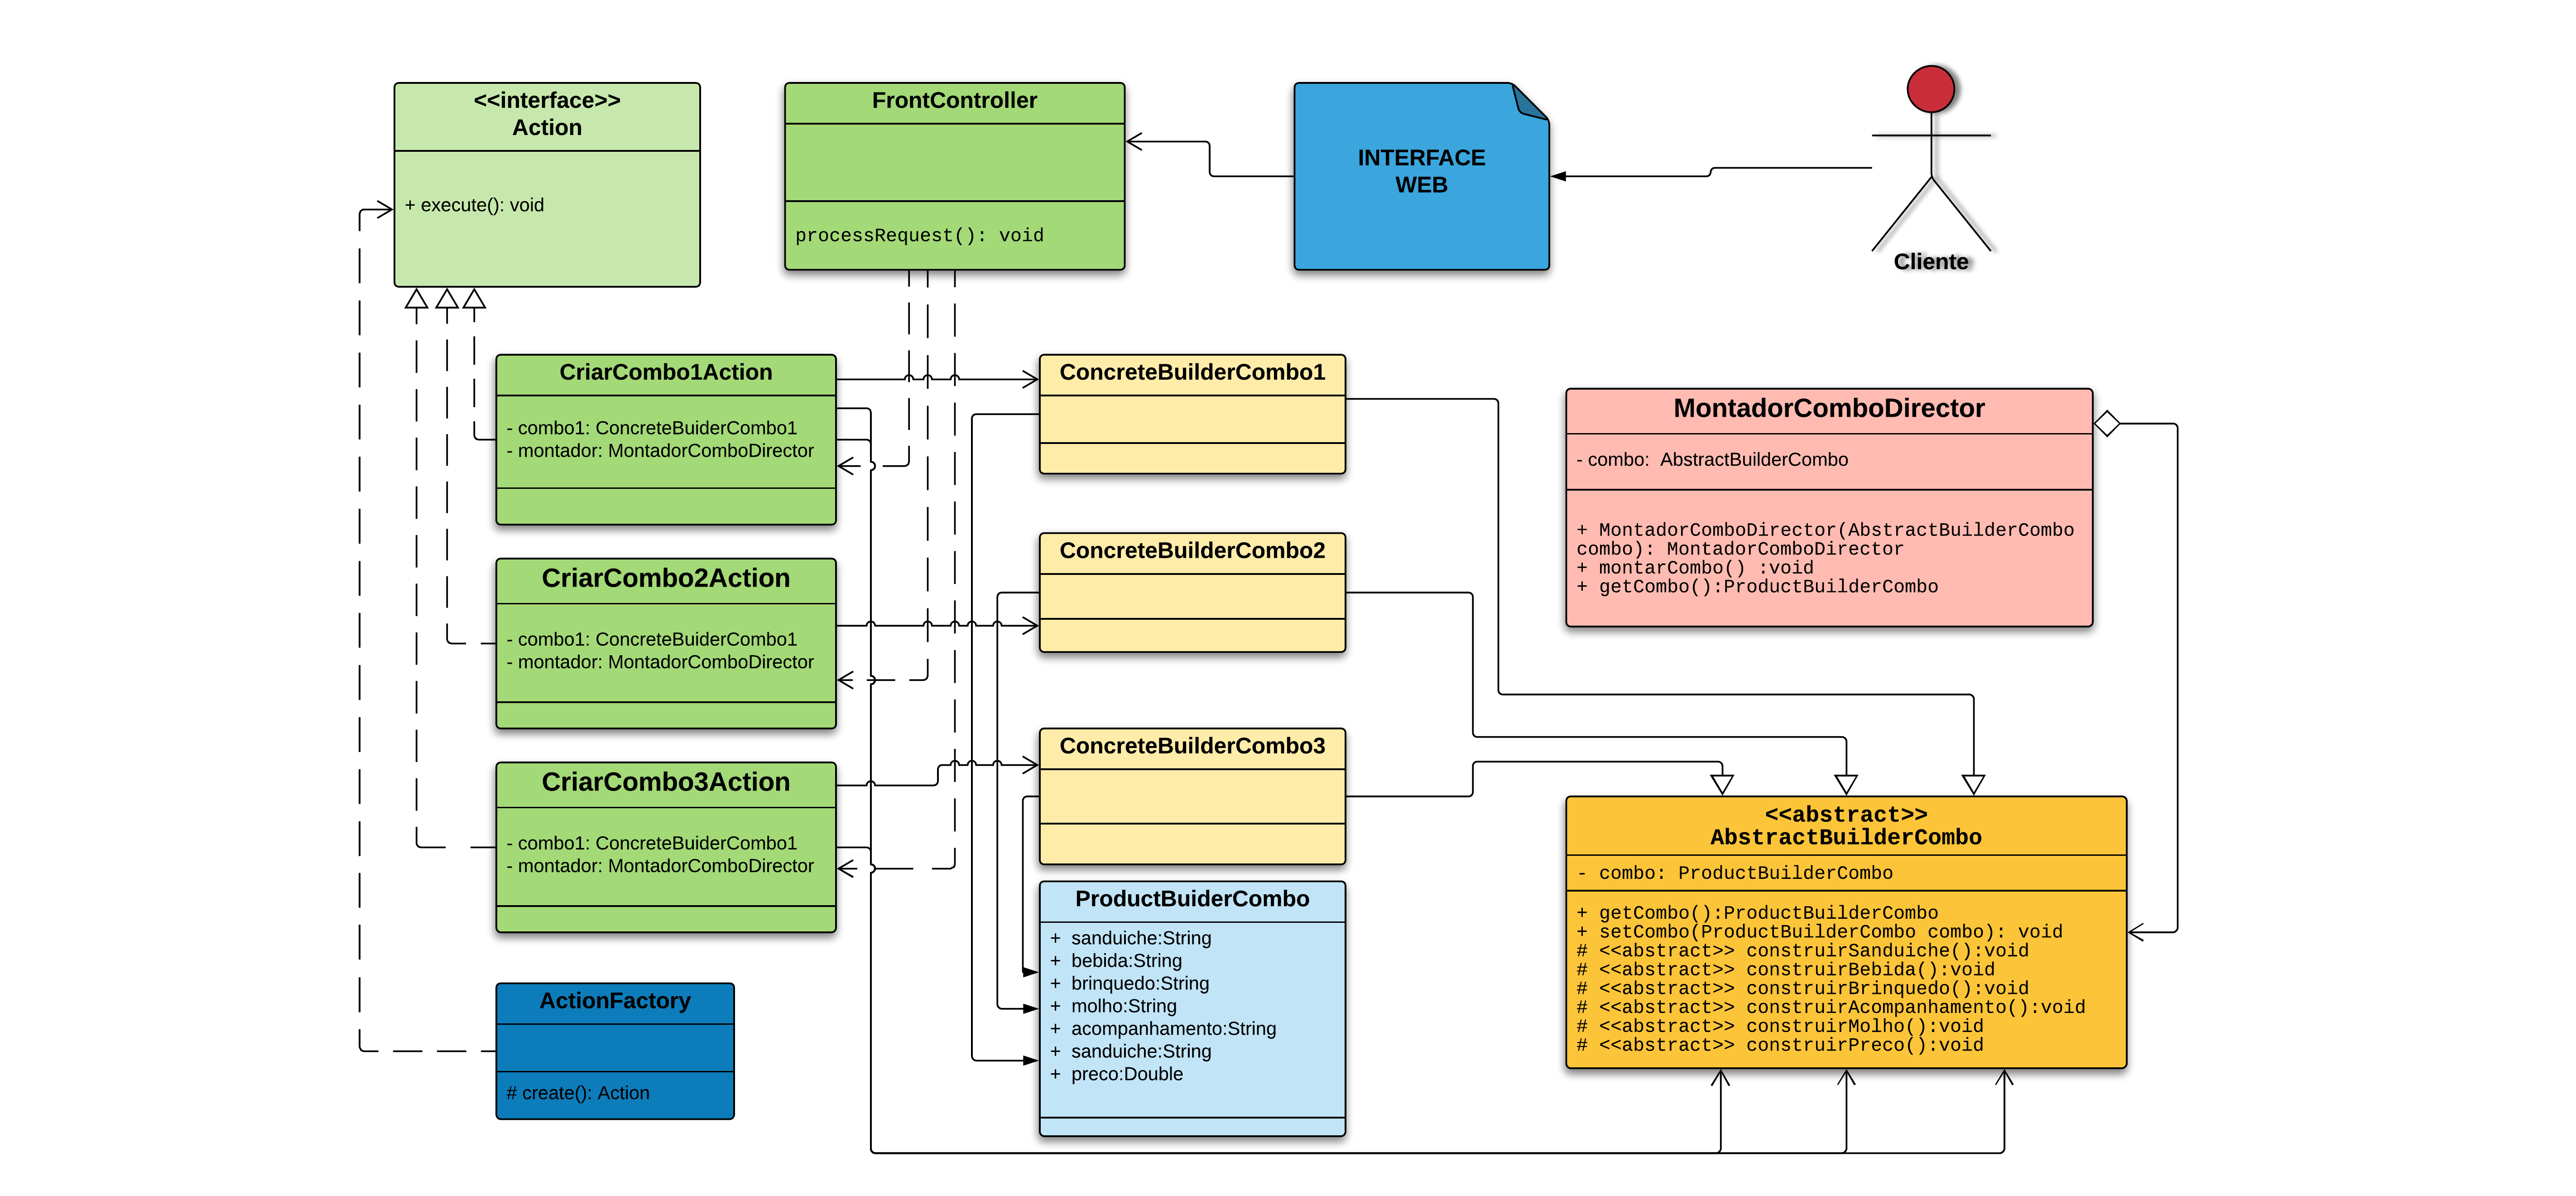 <<interface>>
Action
+ execute(): void
FrontController
processRequest(): void
INTERFACE
WEB
Cliente
CriarCombo1Action
- combo1: ConcreteBuiderCombo1
- montador: MontadorComboDirector
ConcreteBuilderCombo1
MontadorComboDirector
- combo:  AbstractBuilderCombo
+ MontadorComboDirector(AbstractBuilderCombo
combo): MontadorComboDirector
+ montarCombo() :void
+ getCombo():ProductBuilderCombo
CriarCombo2Action
- combo1: ConcreteBuiderCombo1
- montador: MontadorComboDirector
ConcreteBuilderCombo2
CriarCombo3Action
- combo1: ConcreteBuiderCombo1
- montador: MontadorComboDirector
ConcreteBuilderCombo3
<<abstract>>
AbstractBuilderCombo
- combo: ProductBuilderCombo
+ getCombo():ProductBuilderCombo
+ setCombo(ProductBuilderCombo combo): void
# <<abstract>> construirSanduiche():void
# <<abstract>> construirBebida():void
# <<abstract>> construirBrinquedo():void
# <<abstract>> construirAcompanhamento():void
# <<abstract>> construirMolho():void
# <<abstract>> construirPreco():void
ProductBuiderCombo
+ sanduiche:String
+ bebida:String
+ brinquedo:String
+ molho:String
+ acompanhamento:String
+ sanduiche:String
+ preco:Double
ActionFactory
# create(): Action